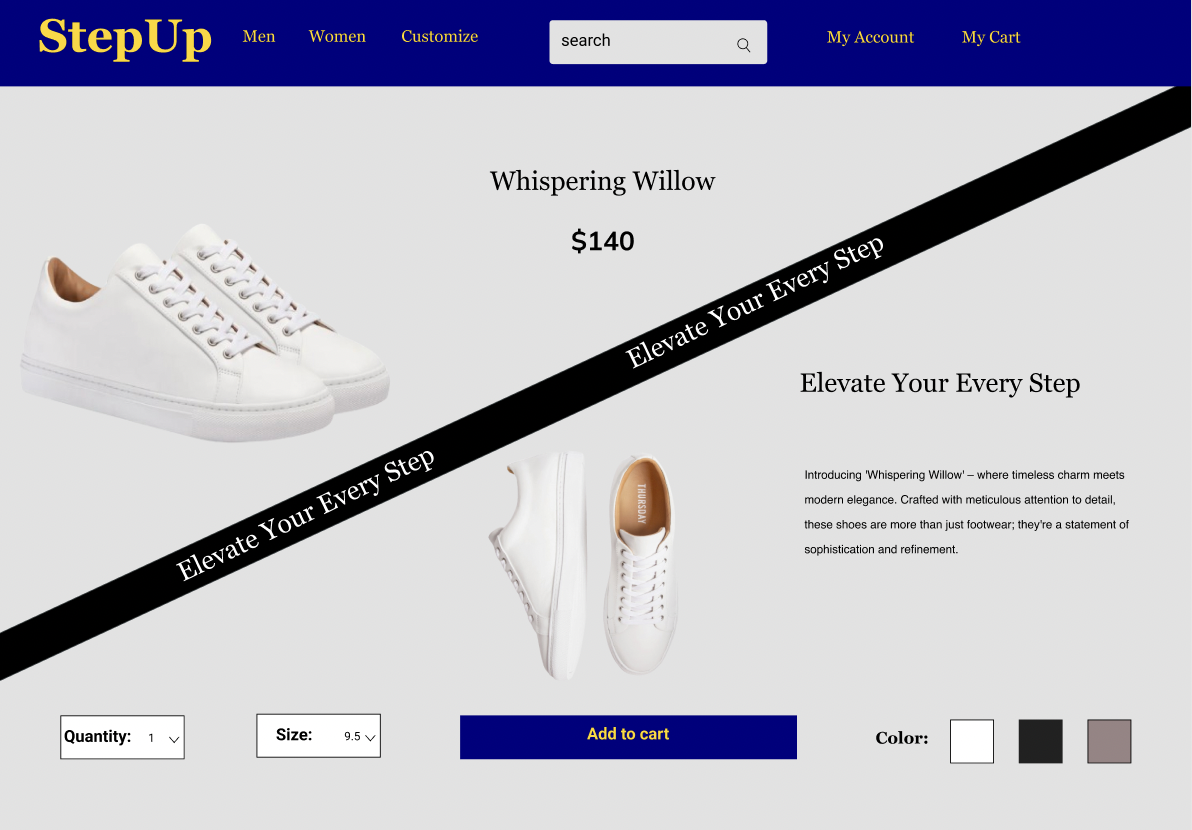 StepUp
Men
Women
Customize
search
My Account
My Cart
Whispering Willow
$140
Elevate Your Every Step
Elevate Your Every Step
Elevate Your Every Step
Introducing 'Whispering Willow' – where timeless charm meets
modern elegance. Crafted with meticulous attention to detail,
these shoes are more than just footwear; they're a statement of
sophistication and refinement.
THURSDAY
Quantity: 1
Size: 9.5
Add to cart
Color: